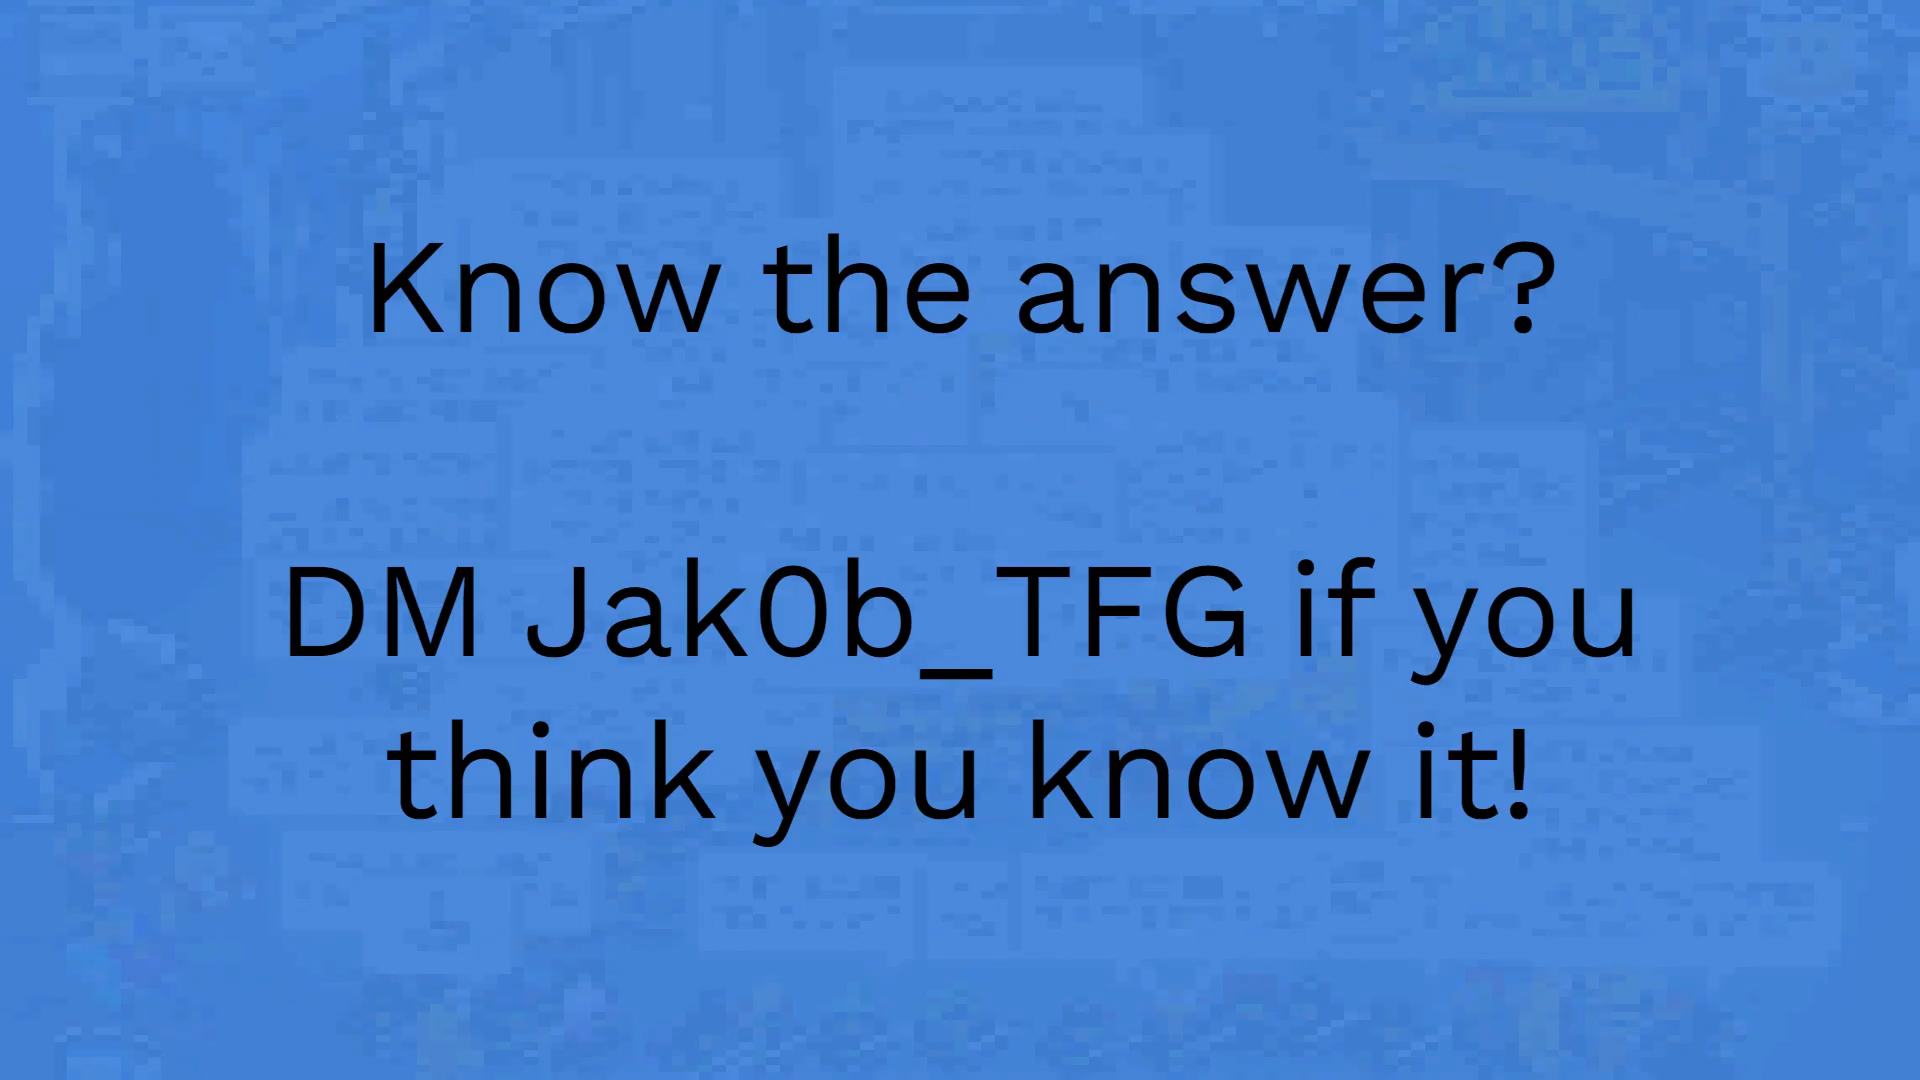 Know the answer?
DM Jak0b_TFG if you
think you know it!